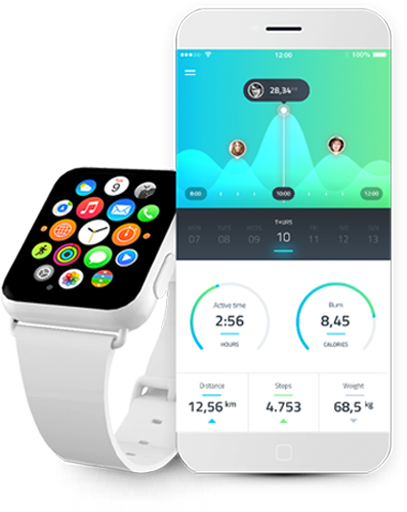 12:00
100%
28,34
8:00
10:00
12:00
THURS
MON TUE WED FRI SAT SUN
07 08 09 10 11 12 13
Active time
2:56
HOURS
Burn
8,45
CALORIES
Distance
12,56 km
Steps
4.753
Weight
68,5 kg
9